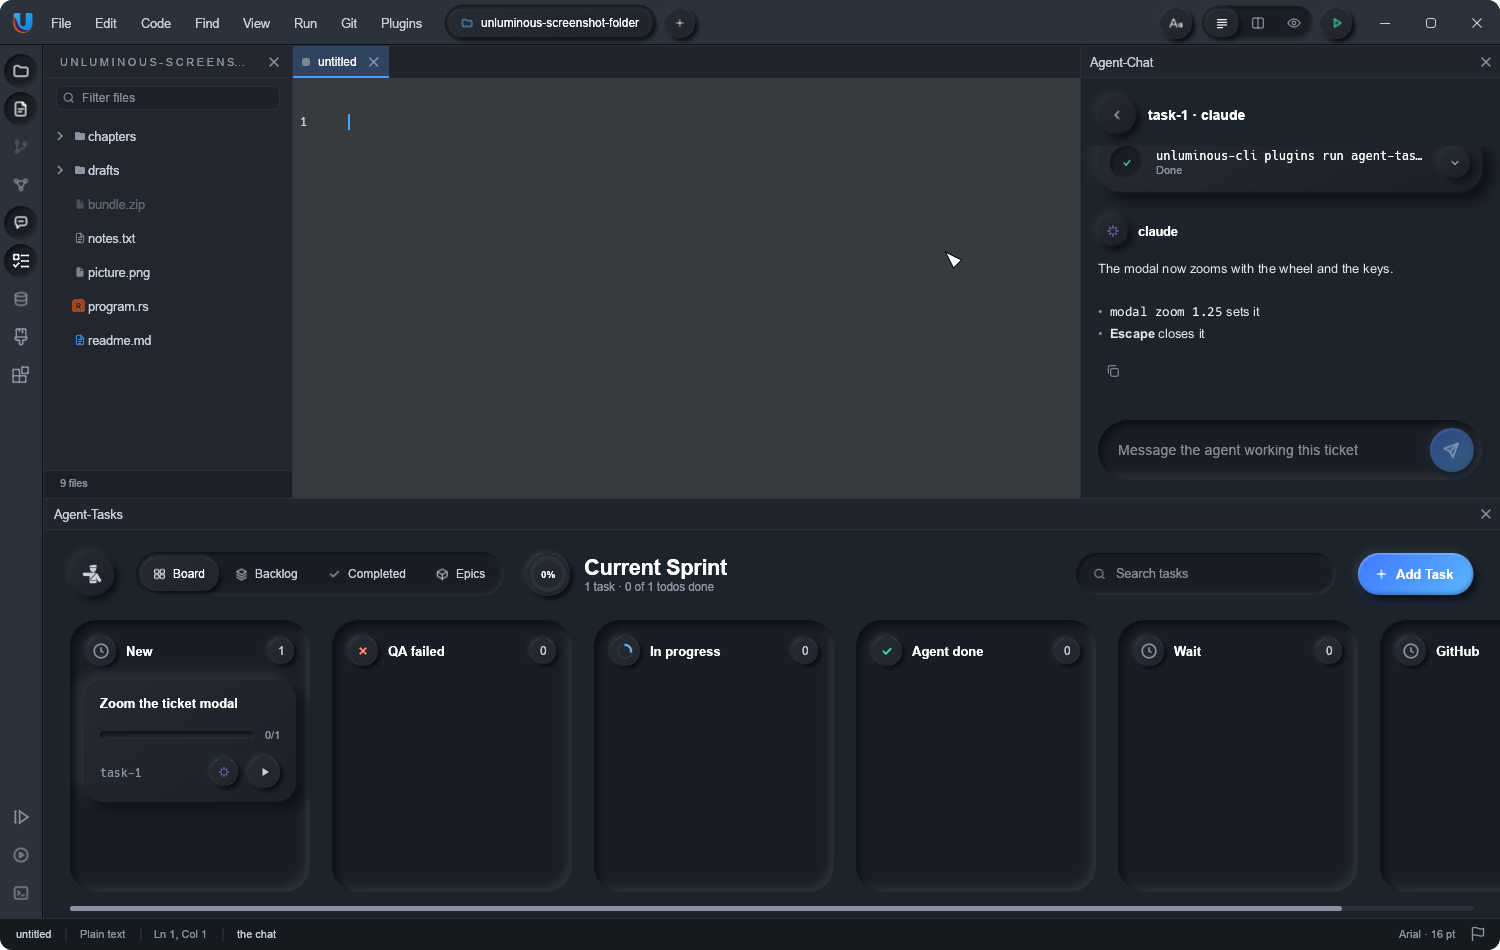 File Edit Code Find View Run Git Plugins unluminous-screenshot-folder + Aa
UNLUMINOUS-SCREENS...
Filter files
chapters
drafts
bundle.zip
notes.txt
picture.png
program.rs
readme.md
9 files
untitled
1
Agent-Chat
task-1 · claude
unluminous-cli plugins run agent-tas…
Done
claude
The modal now zooms with the wheel and the keys.
• modal zoom 1.25 sets it
• Escape closes it
Message the agent working this ticket
Agent-Tasks
Board Backlog Completed Epics
0%
Current Sprint
1 task · 0 of 1 todos done
Search tasks
+ Add Task
New 1
Zoom the ticket modal
0/1
task-1
QA failed 0
In progress 0
Agent done 0
Wait 0
GitHub
untitled Plain text Ln 1, Col 1 the chat Arial · 16 pt